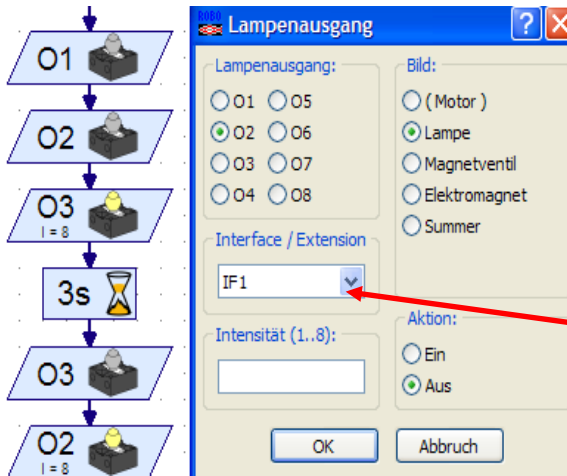 O1
O2
O3
I = 8
3s
O3
O2
I = 8
ROBO
Lampenausgang
Lampenausgang:
O1 O5
O2 O6
O3 O7
O4 O8
Interface / Extension
IF1
Intensität (1..8):
Bild:
( Motor )
Lampe
Magnetventil
Elektromagnet
Summer
Aktion:
Ein
Aus
OK Abbruch